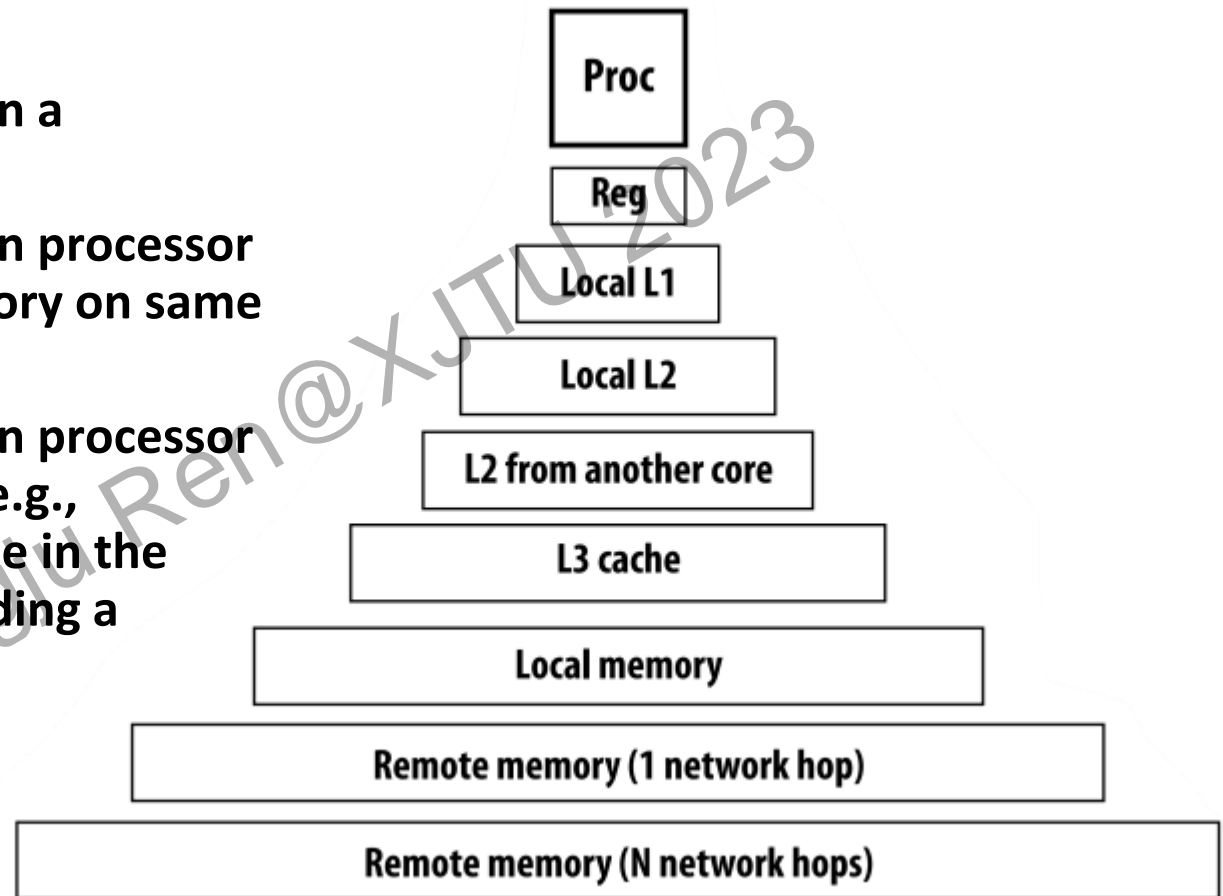 n a
n processor
ory on same
n processor
e.g.,
e in the
ding a
Proc
Reg
Local L1
Local L2
L2 from another core
L3 cache
Local memory
Remote memory (1 network hop)
Remote memory (N network hops)
Ren@XJTU 2023